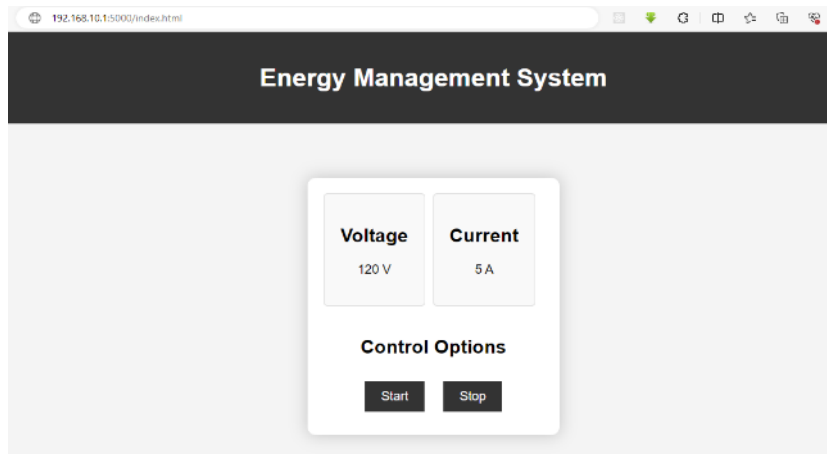 192.168.10.1:5000/index.html
Energy Management System
Voltage Current
120 V 5 A
Control Options
Start Stop